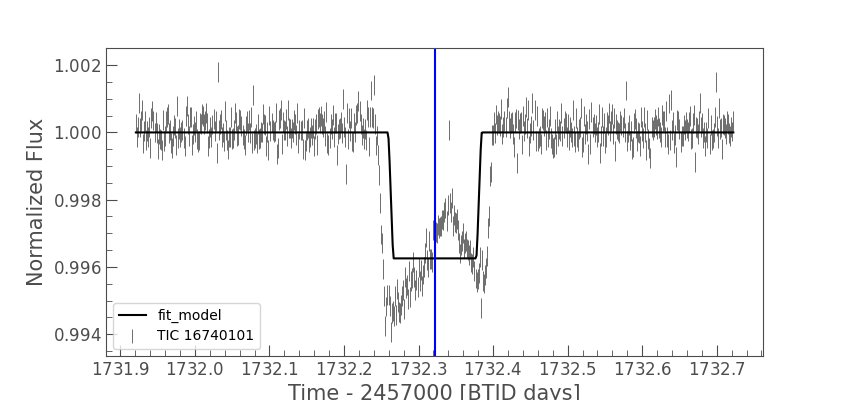 1.002
1.000
0.998
0.996
0.994
Normalized Flux
fit_model
TIC 16740101
1731.9 1732.0 1732.1 1732.2 1732.3 1732.4 1732.5 1732.6 1732.7
Time - 2457000 [BTJD days]